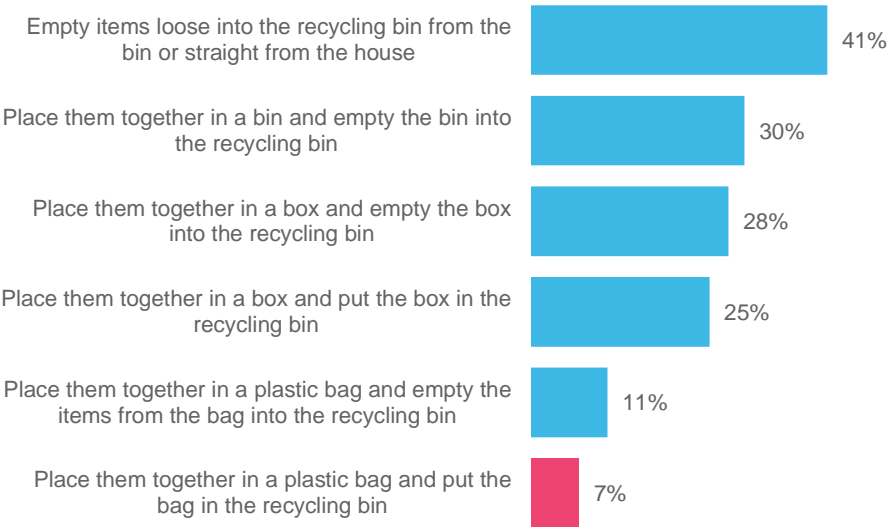 Empty items loose into the recycling bin from the
bin or straight from the house
41%
Place them together in a bin and empty the bin into
the recycling bin
30%
Place them together in a box and empty the box
into the recycling bin
28%
Place them together in a box and put the box in the
recycling bin
25%
Place them together in a plastic bag and empty the
items from the bag into the recycling bin
11%
Place them together in a plastic bag and put the
bag in the recycling bin
7%